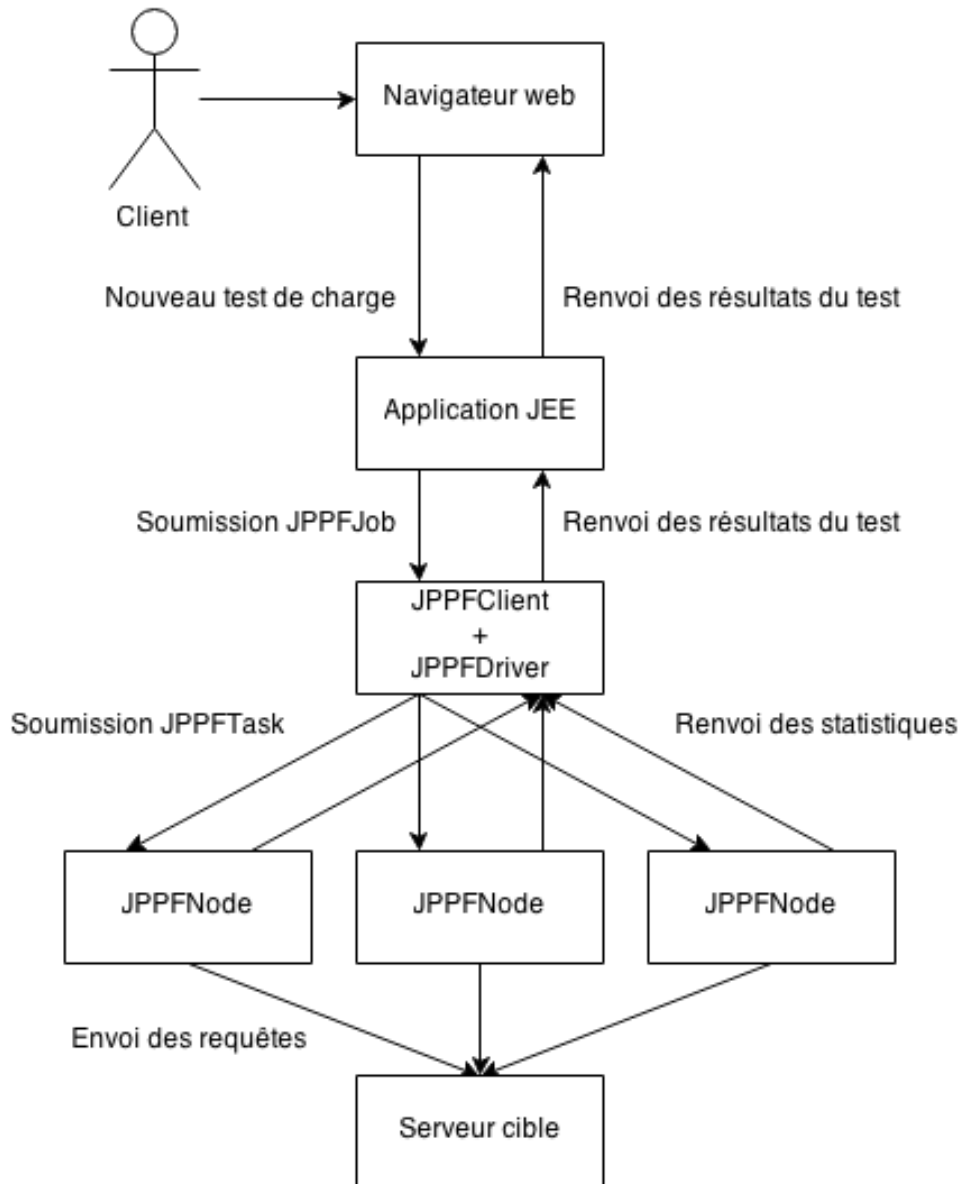 Navigateur web
Client
Nouveau test de charge
Renvoi des résultats du test
Application JEE
Soumission JPPFJob
Renvoi des résultats du test
JPPFClient
+
JPPFDriver
Soumission JPPFTask
Renvoi des statistiques
JPPFNode
JPPFNode
JPPFNode
Envoi des requêtes
Serveur cible